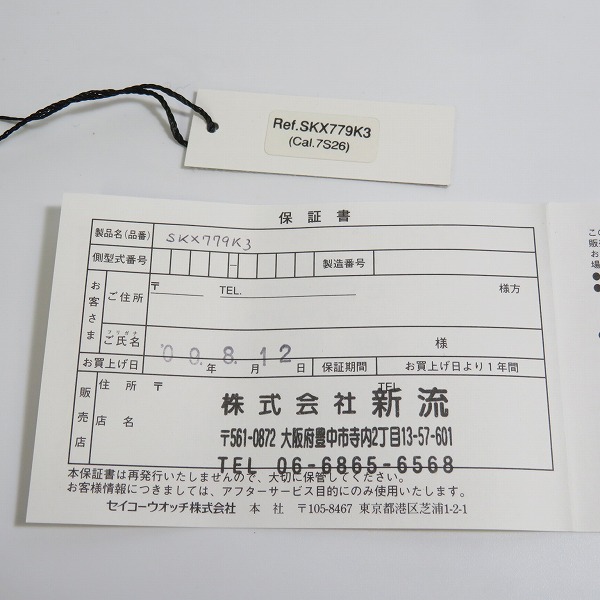 Ref.SKX779K3
(Cal.7S26)
保証書
製品名(品番) SKX779K3
側型式番号 – 製造番号
お客さま
ご住所 〒 TEL. 様方
フリガナ
ご氏名 様
お買上げ日 '09.8.12 年 月 日 保証期間 お買上げ日より1年間
販売店
住所 〒 TEL
店名
株式会社 新流
〒561-0872 大阪府豊中市寺内2丁目13-57-601
TEL 06-6865-6568
本保証書は再発行いたしませんので、大切に保管してください。
お客様情報につきましては、アフターサービス目的にのみ使用いたします。
セイコーウオッチ株式会社 本社 〒105-8467 東京都港区芝浦1-2-1
この
販売
お
場